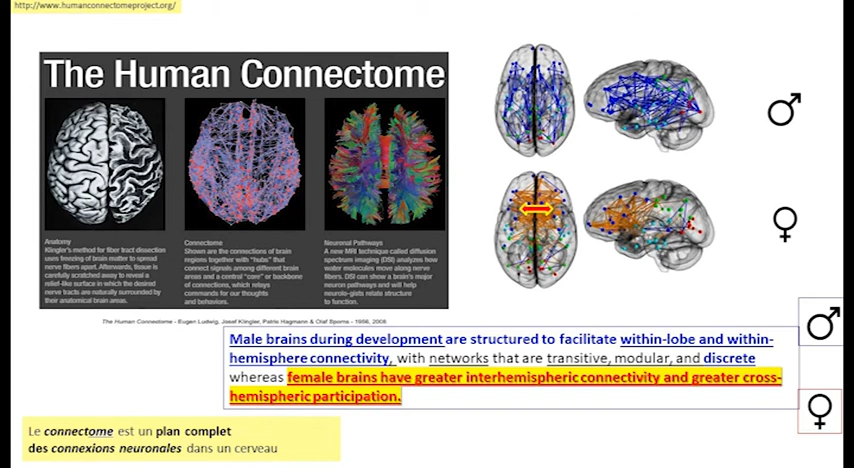 http://www.humanconnectomeproject.org/
The Human Connectome
Anatomy
Klingler's method for fiber tract dissection
uses freezing of brain matter to spread
nerve fibers apart. Afterwards, tissue is
carefully scratched away to reveal a
relief-like surface in which the desired
nerve tracts are naturally surrounded by
their anatomical brain areas.
Connectome
Shown are the connections of brain
regions together with "hubs" that
connect signals among different brain
areas and a central "core" or backbone
of connections, which relays
commands for our thoughts
and behaviors.
Neuronal Pathways
A new MRI technique called diffusion
spectrum imaging (DSI) analyzes how
water molecules move along nerve
fibers. DSI can show a brain's major
neuron pathways and will help
neurologists relate structure
to function.
The Human Connectome - Eugen Ludwig, Josef Klingler, Patric Hagmann & Olaf Sporns - 1956, 2008
♂
♀
Male brains during development are structured to facilitate within-lobe and within-
hemisphere connectivity, with networks that are transitive, modular, and discrete
whereas female brains have greater interhemispheric connectivity and greater cross-
hemispheric participation.
♂
♀
Le connectome est un plan complet
des connexions neuronales dans un cerveau